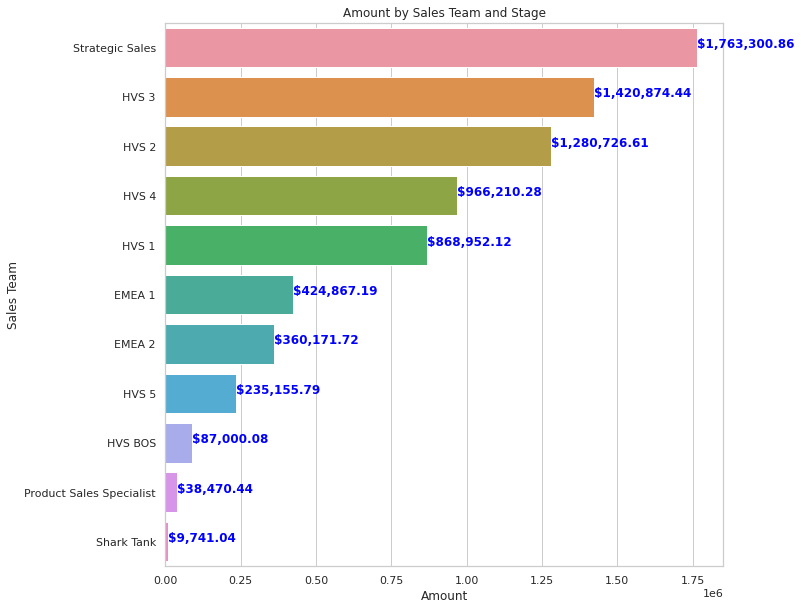 Amount by Sales Team and Stage
Strategic Sales $1,763,300.86
HVS 3 $1,420,874.44
HVS 2 $1,280,726.61
HVS 4 $966,210.28
HVS 1 $868,952.12
EMEA 1 $424,867.19
EMEA 2 $360,171.72
HVS 5 $235,155.79
HVS BOS $87,000.08
Product Sales Specialist $38,470.44
Shark Tank $9,741.04
Sales Team
0.00 0.25 0.50 0.75 1.00 1.25 1.50 1.75
1e6
Amount